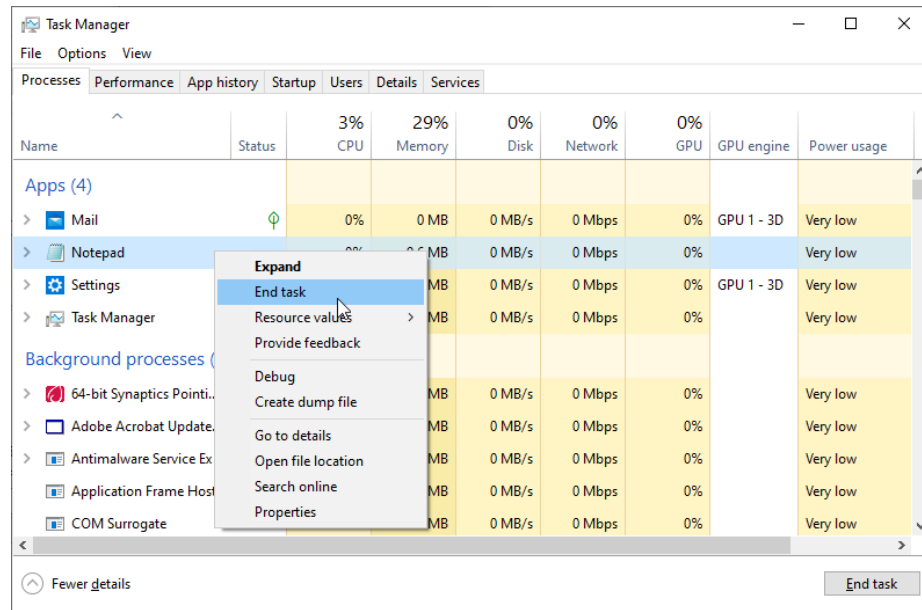 Task Manager
File Options View
Processes Performance App history Startup Users Details Services
3% 29% 0% 0% 0%
Name Status CPU Memory Disk Network GPU GPU engine Power usage
Apps (4)
Mail 0% 0 MB 0 MB/s 0 Mbps 0% GPU 1 - 3D Very low
Notepad MB 0 MB/s 0 Mbps 0% Very low
Expand
Settings MB 0 MB/s 0 Mbps 0% GPU 1 - 3D Very low
End task
Task Manager MB 0 MB/s 0 Mbps 0% Very low
Resource values
Provide feedback
Background processes (
Debug
64-bit Synaptics Pointi... MB 0 MB/s 0 Mbps 0% Very low
Create dump file
Adobe Acrobat Update. MB 0 MB/s 0 Mbps 0% Very low
Go to details
Antimalware Service Ex MB 0 MB/s 0 Mbps 0% Very low
Open file location
Application Frame Host MB 0 MB/s 0 Mbps 0% Very low
Search online
COM Surrogate MB 0 MB/s 0 Mbps 0% Very low
Properties
Fewer details End task